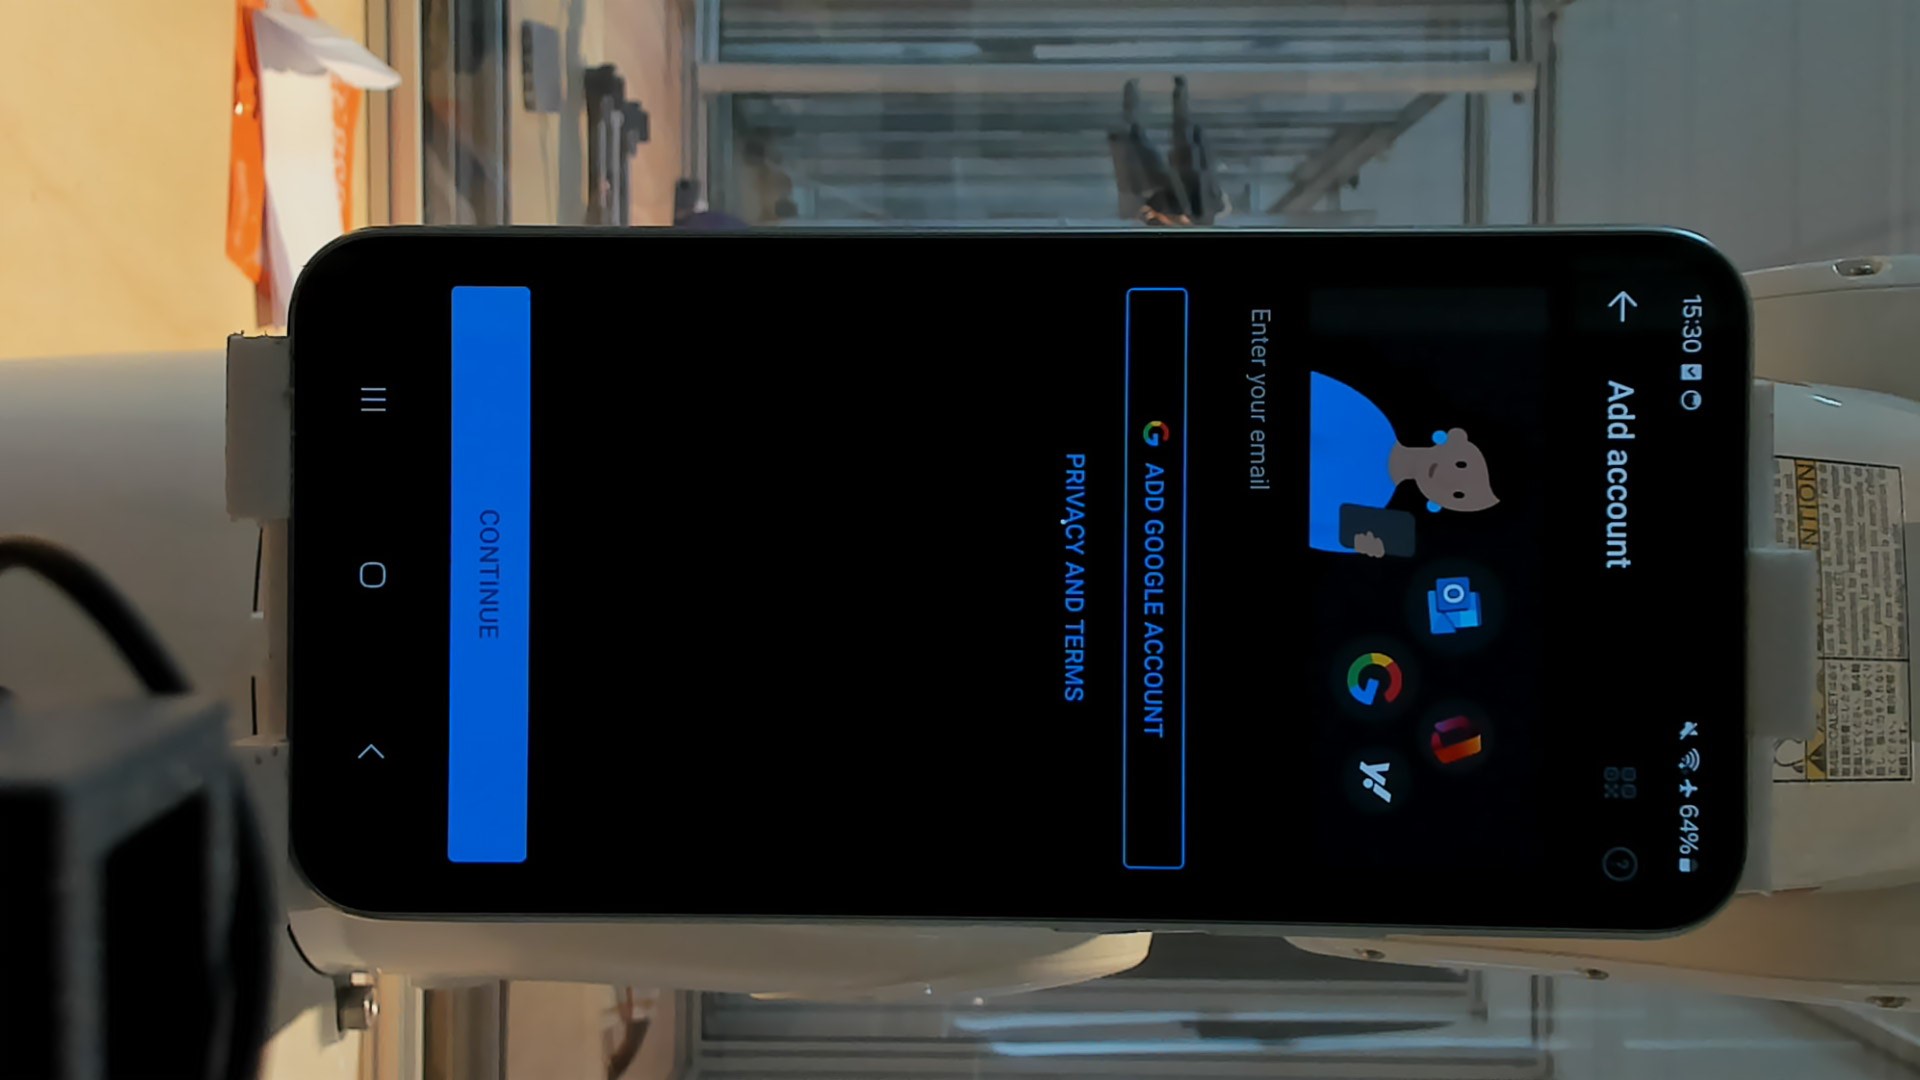 15:30 64%
Add account
Enter your email
ADD GOOGLE ACCOUNT
PRIVACY AND TERMS
CONTINUE